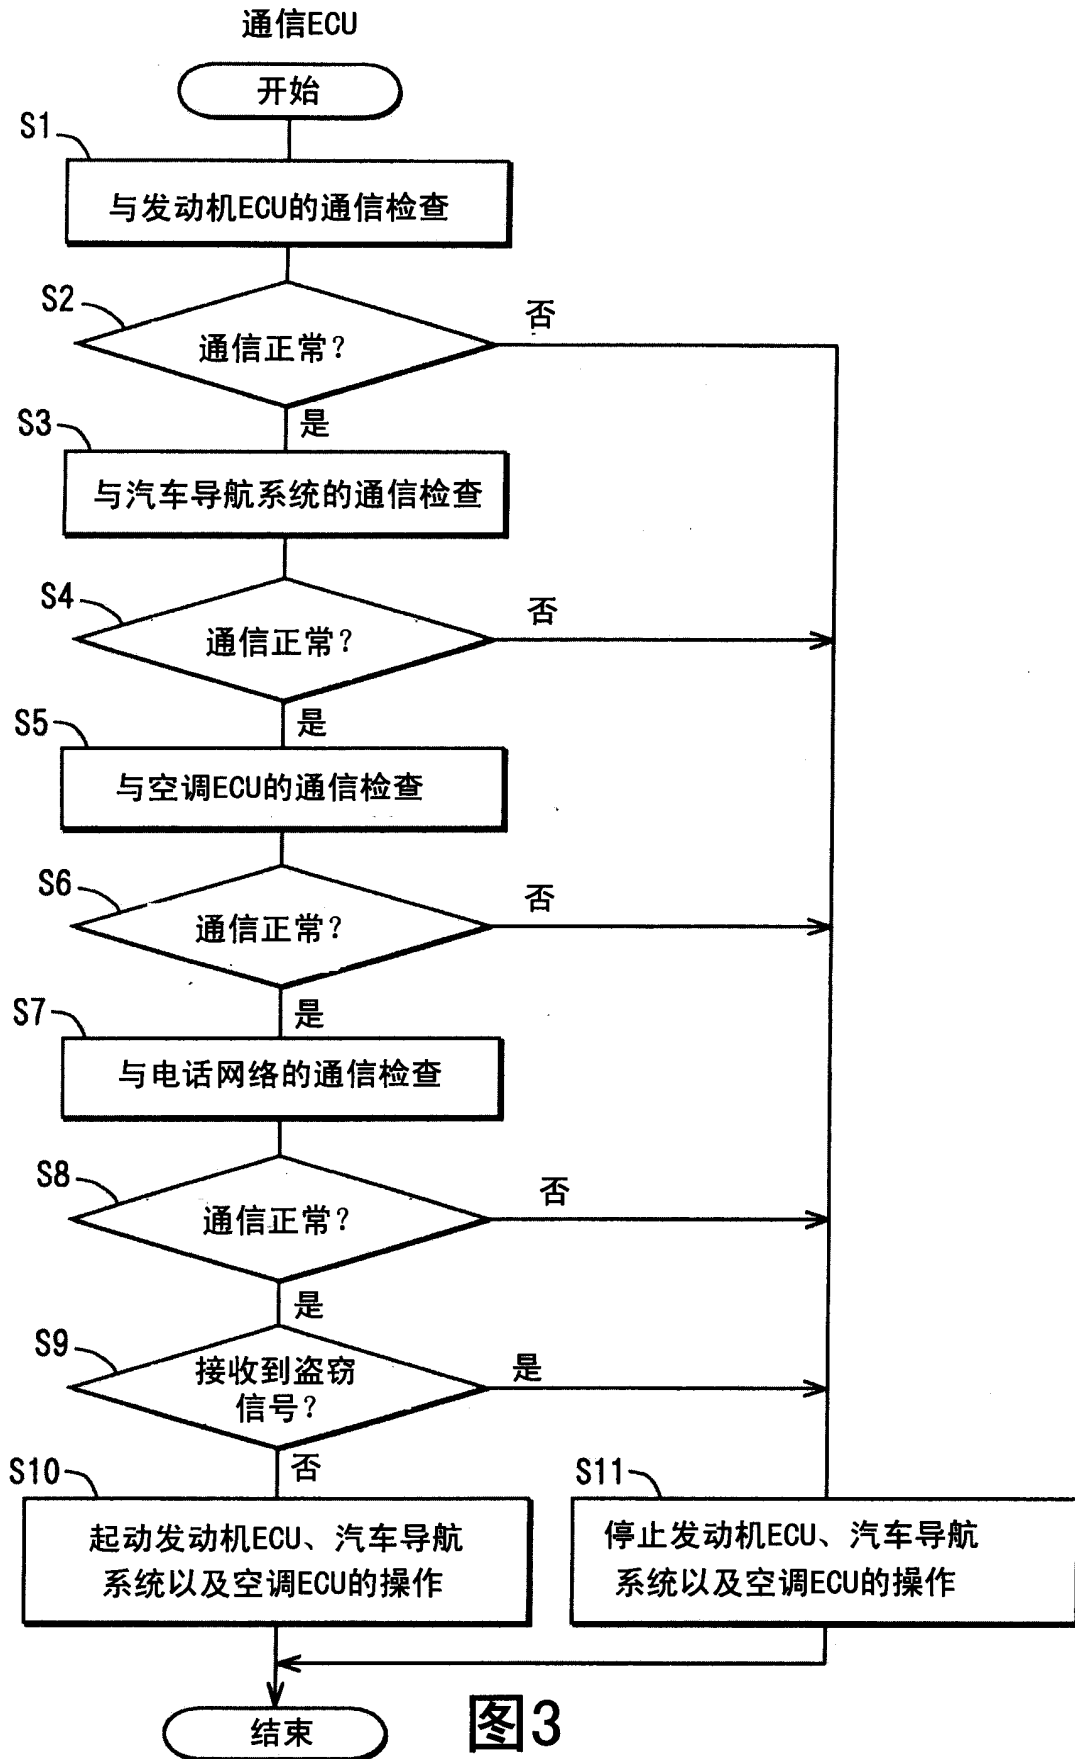 通信ECU
开始
S1
与发动机ECU的通信检查
S2
通信正常?
否
是
S3
与汽车导航系统的通信检查
S4
通信正常?
否
是
S5
与空调ECU的通信检查
S6
通信正常?
否
是
S7
与电话网络的通信检查
S8
通信正常?
否
是
S9
接收到盗窃
信号?
是
否
S10
起动发动机ECU、汽车导航
系统以及空调ECU的操作
S11
停止发动机ECU、汽车导航
系统以及空调ECU的操作
结束
图3